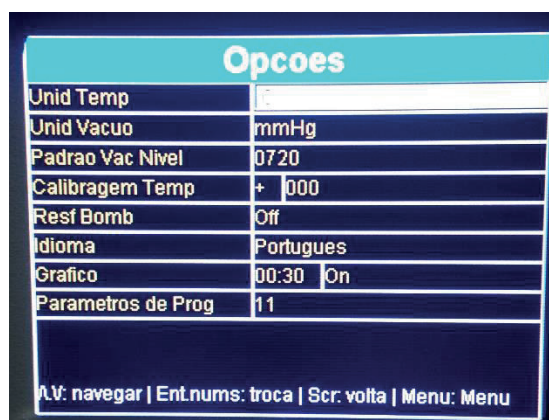 Opcoes
Unid Temp
Unid Vacuo mmHg
Padrao Vac Nivel 0720
Calibragem Temp + 000
Resf Bomb Off
Idioma Portugues
Grafico 00:30 On
Parametros de Prog 11
Λ.V: navegar | Ent.nums: troca | Scr: volta | Menu: Menu